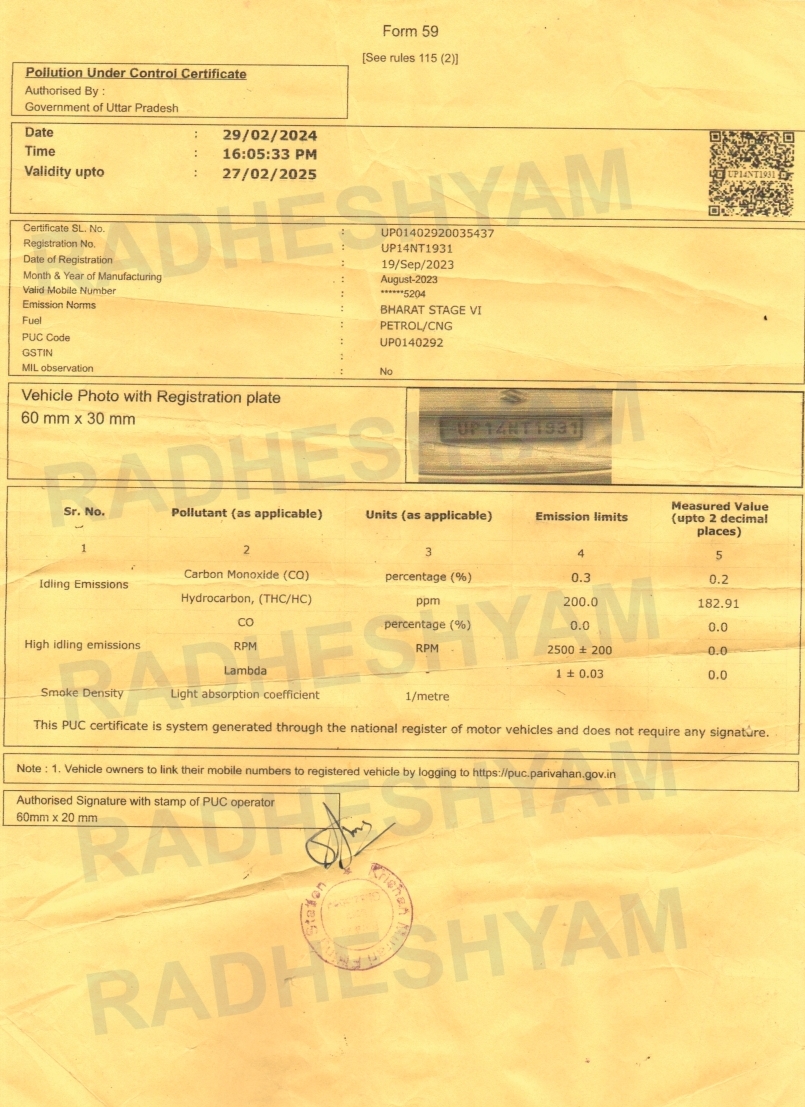 Form 59
[See rules 115 (2)]
Pollution Under Control Certificate
Authorised By :
Government of Uttar Pradesh
Date : 29/02/2024
Time : 16:05:33 PM
Validity upto : 27/02/2025
UP14NT1931
Certificate SL. No. : UP01402920035437
Registration No. : UP14NT1931
Date of Registration : 19/Sep/2023
Month & Year of Manufacturing : August-2023
Valid Mobile Number : ******5204
Emission Norms : BHARAT STAGE VI
Fuel : PETROL/CNG
PUC Code : UP0140292
GSTIN :
MIL observation : No
Vehicle Photo with Registration plate
60 mm x 30 mm
UP14NT1931
Sr. No. Pollutant (as applicable) Units (as applicable) Emission limits Measured Value (upto 2 decimal places)
1 2 3 4 5
Idling Emissions Carbon Monoxide (CO) percentage (%) 0.3 0.2
Hydrocarbon, (THC/HC) ppm 200.0 182.91
CO percentage (%) 0.0 0.0
High idling emissions RPM RPM 2500 ± 200 0.0
Lambda 1 ± 0.03 0.0
Smoke Density Light absorption coefficient 1/metre
This PUC certificate is system generated through the national register of motor vehicles and does not require any signature.
Note : 1. Vehicle owners to link their mobile numbers to registered vehicle by logging to https://puc.parivahan.gov.in
Authorised Signature with stamp of PUC operator
60mm x 20 mm
Station
RADHESHYAM
RADHESHYAM
RADHESHYAM
RADHESHYAM
RADHESHYAM